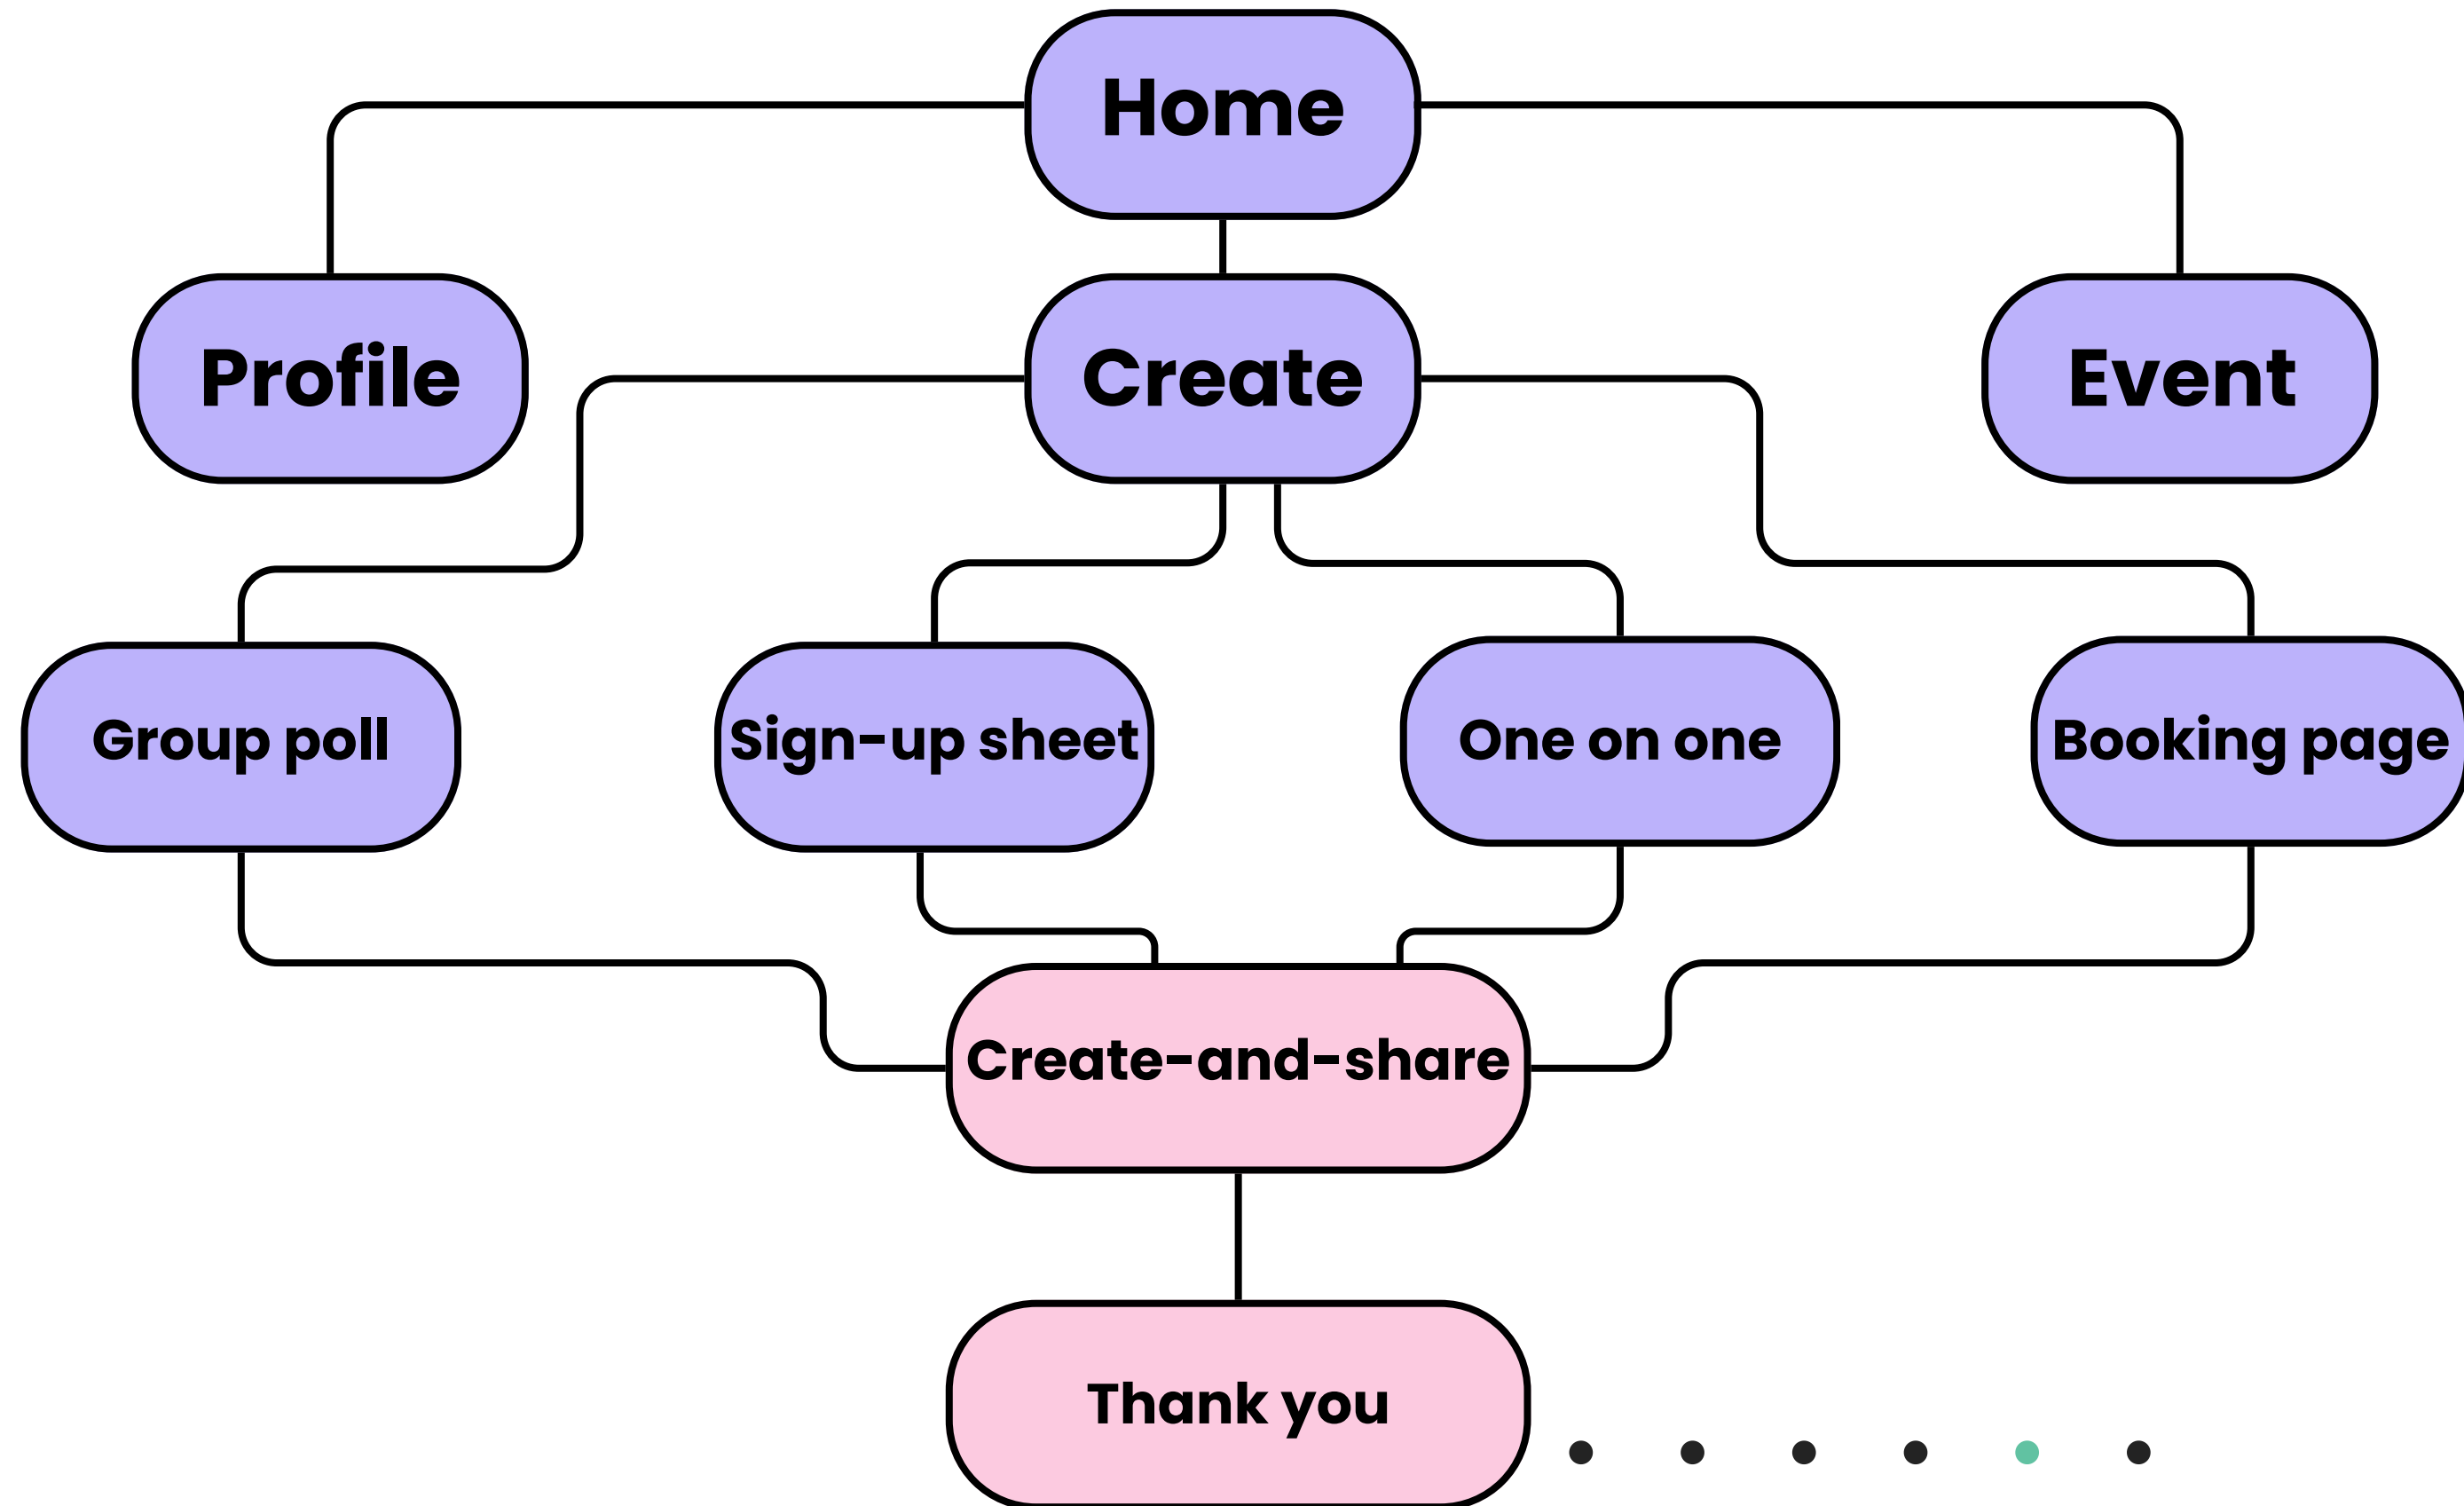 Home
Profile
Create
Event
Group poll
Sign-up sheet
One on one
Booking page
Create-and-share
Thank you